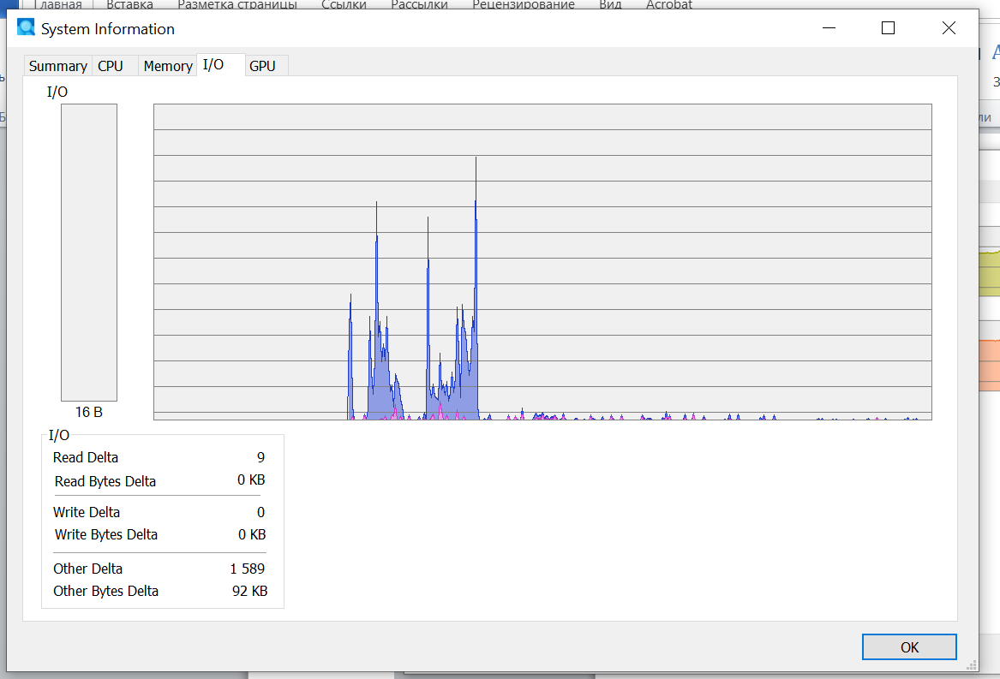 Главная Вставка Разметка страницы Ссылки Рассылки Рецензирование Вид Acrobat
System Information
Summary CPU Memory I/O GPU
I/O
16 B
I/O
Read Delta 9
Read Bytes Delta 0 KB
Write Delta 0
Write Bytes Delta 0 KB
Other Delta 1 589
Other Bytes Delta 92 KB
OK